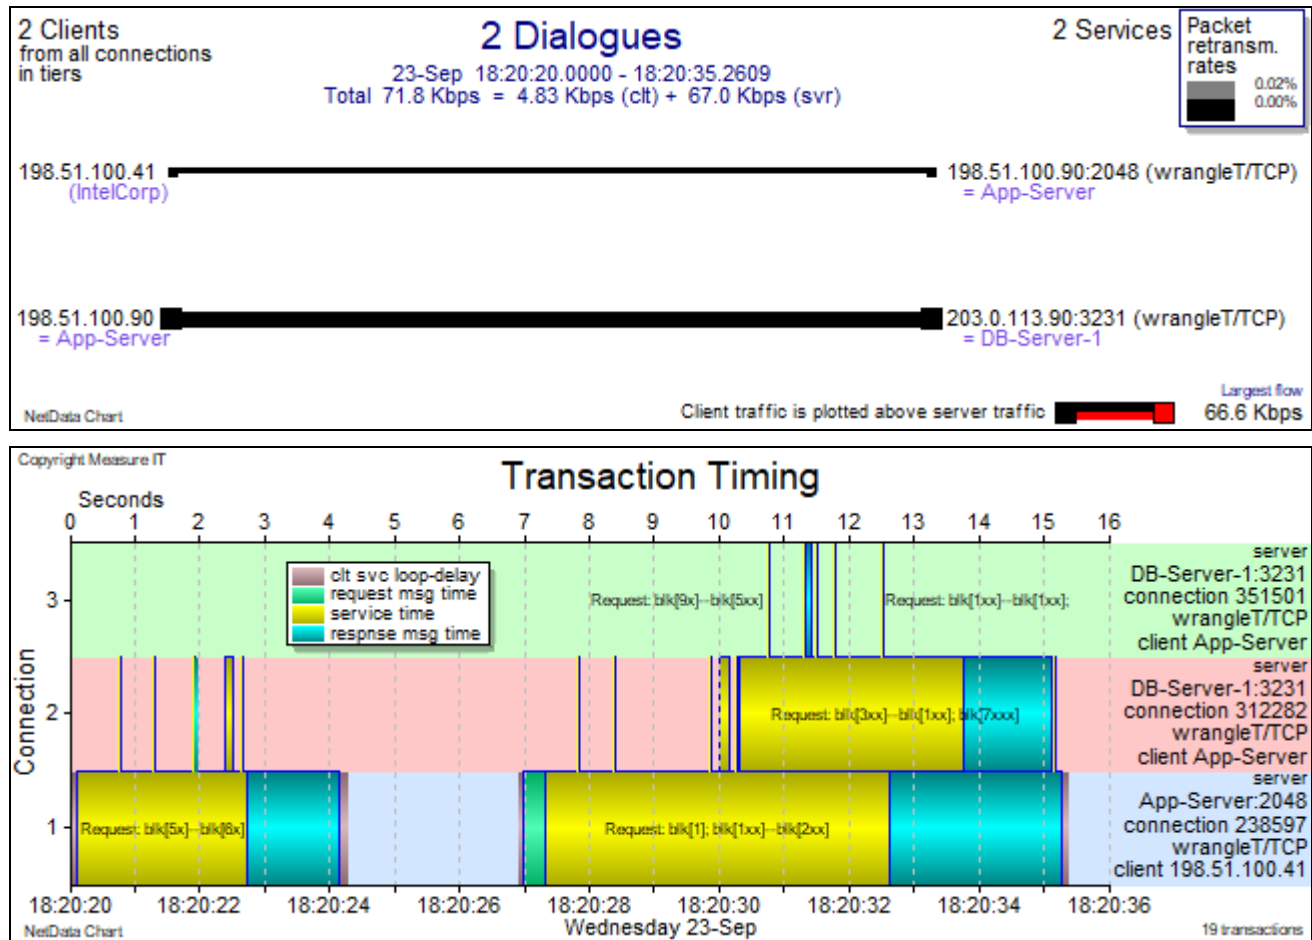 2 Clients
from all connections
in tiers
2 Dialogues
23-Sep 18:20:20.0000 - 18:20:35.2609
Total 71.8 Kbps = 4.83 Kbps (clt) + 67.0 Kbps (svr)
2 Services
Packet
retransm.
rates
0.02%
0.00%
198.51.100.41
(IntelCorp)
198.51.100.90:2048 (wrangleT/TCP)
= App-Server
198.51.100.90
= App-Server
203.0.113.90:3231 (wrangleT/TCP)
= DB-Server-1
NetData Chart
Client traffic is plotted above server traffic
Largest flow
66.6 Kbps
Copyright Measure IT
Transaction Timing
Seconds
0 1 2 3 4 5 6 7 8 9 10 11 12 13 14 15 16
clt svc loop-delay
request msg time
service time
respnse msg time
Connection
3
Request: blk[9x]--blk[5xx]
Request: blk[1xx]--blk[1xx];
server
DB-Server-1:3231
connection 351501
wrangleT/TCP
client App-Server
2
Request: blk[3xx]--blk[1xx]; blk[7xxx]
server
DB-Server-1:3231
connection 312282
wrangleT/TCP
client App-Server
1
Request: blk[5x]--blk[6x]
Request: blk[1]; blk[1xx]--blk[2xx]
server
App-Server:2048
connection 238597
wrangleT/TCP
client 198.51.100.41
18:20:20 18:20:22 18:20:24 18:20:26 18:20:28 18:20:30 18:20:32 18:20:34 18:20:36
NetData Chart
Wednesday 23-Sep
19 transactions